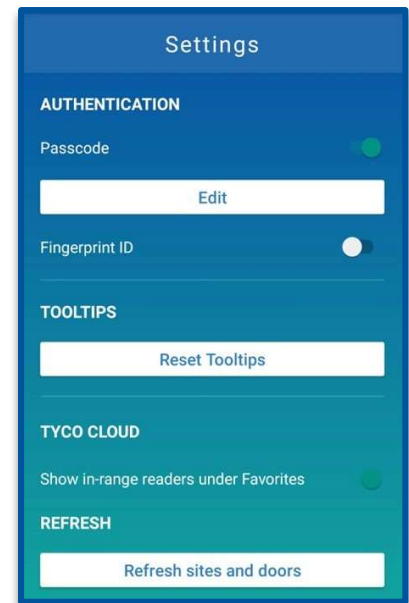 Settings
AUTHENTICATION
Passcode
Edit
Fingerprint ID
TOOLTIPS
Reset Tooltips
TYCO CLOUD
Show in-range readers under Favorites
REFRESH
Refresh sites and doors